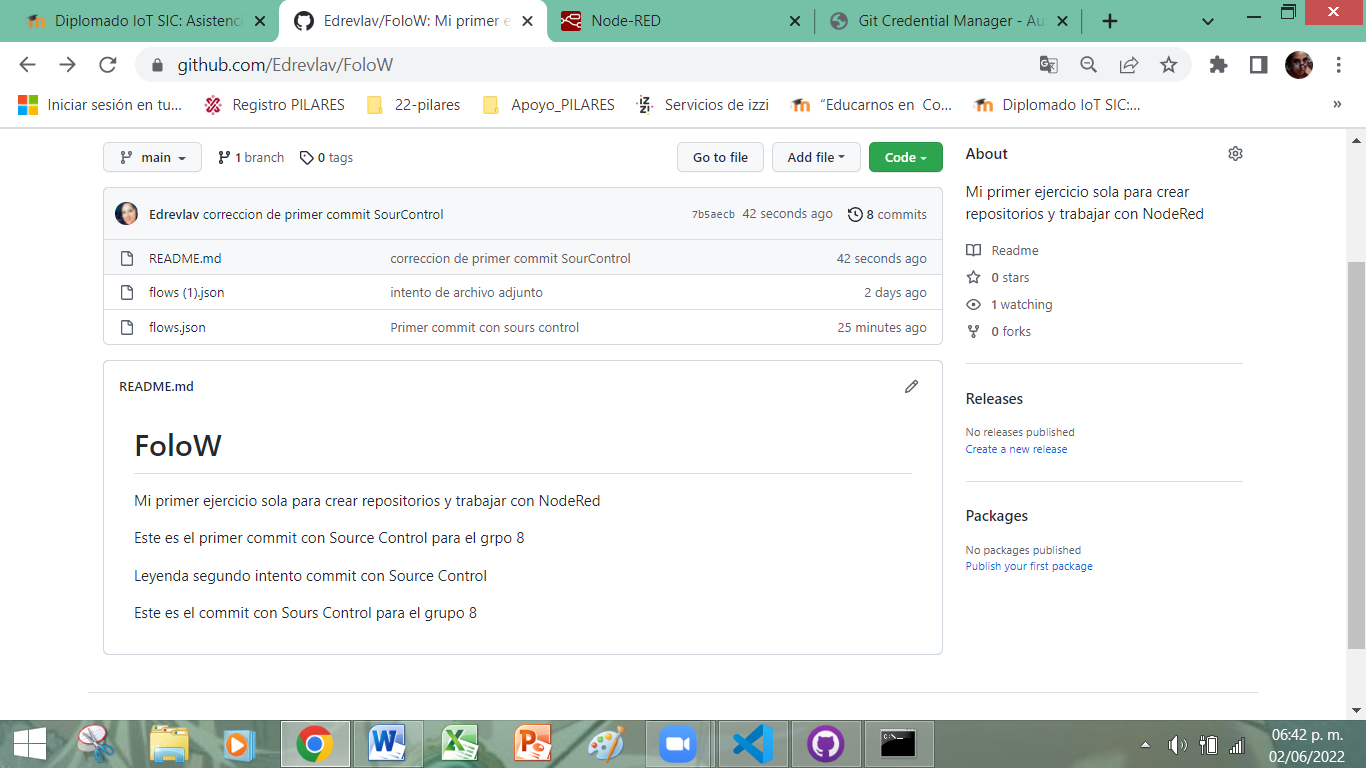 Diplomado IoT SIC: Asistenci
Edrevlav/FoloW: Mi primer e
Node-RED
Git Credential Manager - Au
github.com/Edrevlav/FoloW
Iniciar sesión en tu...
Registro PILARES
22-pilares
Apoyo_PILARES
izzi
Servicios de izzi
“Educarnos en Co...
Diplomado IoT SIC:...
»
main
1 branch
0 tags
Go to file
Add file
Code
Edrevlav correccion de primer commit SourControl
7b5aecb 42 seconds ago
8 commits
README.md correccion de primer commit SourControl 42 seconds ago
flows (1).json intento de archivo adjunto 2 days ago
flows.json Primer commit con sours control 25 minutes ago
README.md
FoloW
Mi primer ejercicio sola para crear repositorios y trabajar con NodeRed
Este es el primer commit con Source Control para el grpo 8
Leyenda segundo intento commit con Source Control
Este es el commit con Sours Control para el grupo 8
About
Mi primer ejercicio sola para crear
repositorios y trabajar con NodeRed
Readme
0 stars
1 watching
0 forks
Releases
No releases published
Create a new release
Packages
No packages published
Publish your first package
06:42 p. m.
02/06/2022